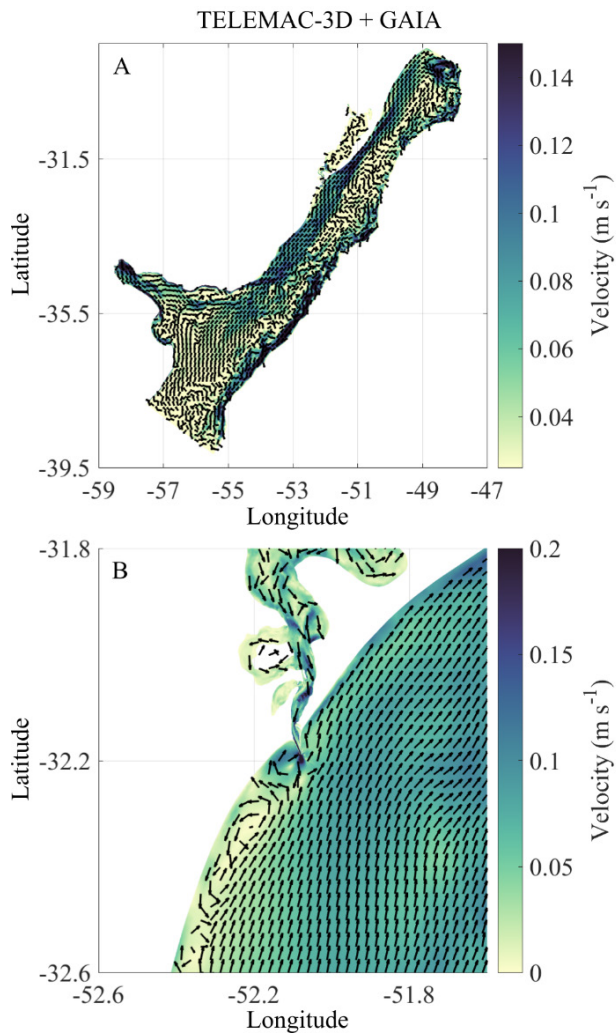 TELEMAC-3D + GAIA
A
-31.5
-35.5
-39.5
Latitude
-59 -57 -55 -53 -51 -49 -47
Longitude
0.14
0.12
0.1
0.08
0.06
0.04
Velocity (m s⁻¹)
B
-31.8
-32.2
-32.6
Latitude
-52.6 -52.2 -51.8
Longitude
0.2
0.15
0.1
0.05
0
Velocity (m s⁻¹)